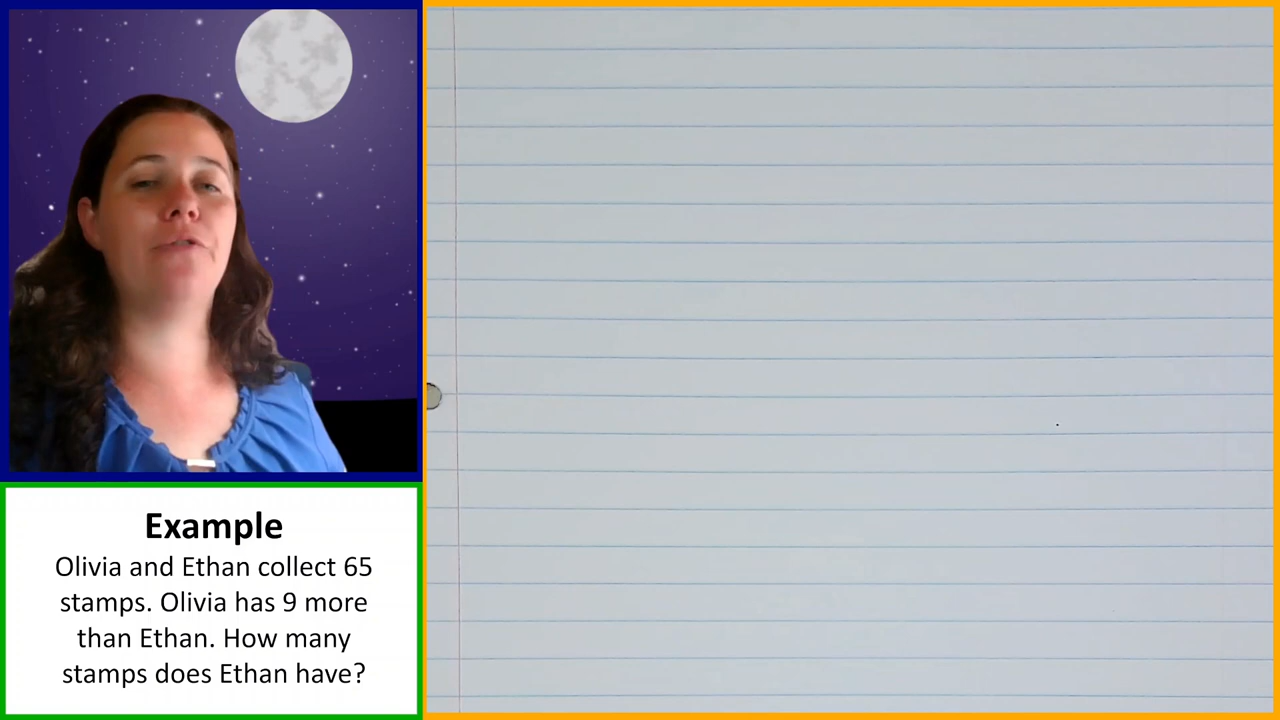 Example
Olivia and Ethan collect 65
stamps. Olivia has 9 more
than Ethan. How many
stamps does Ethan have?